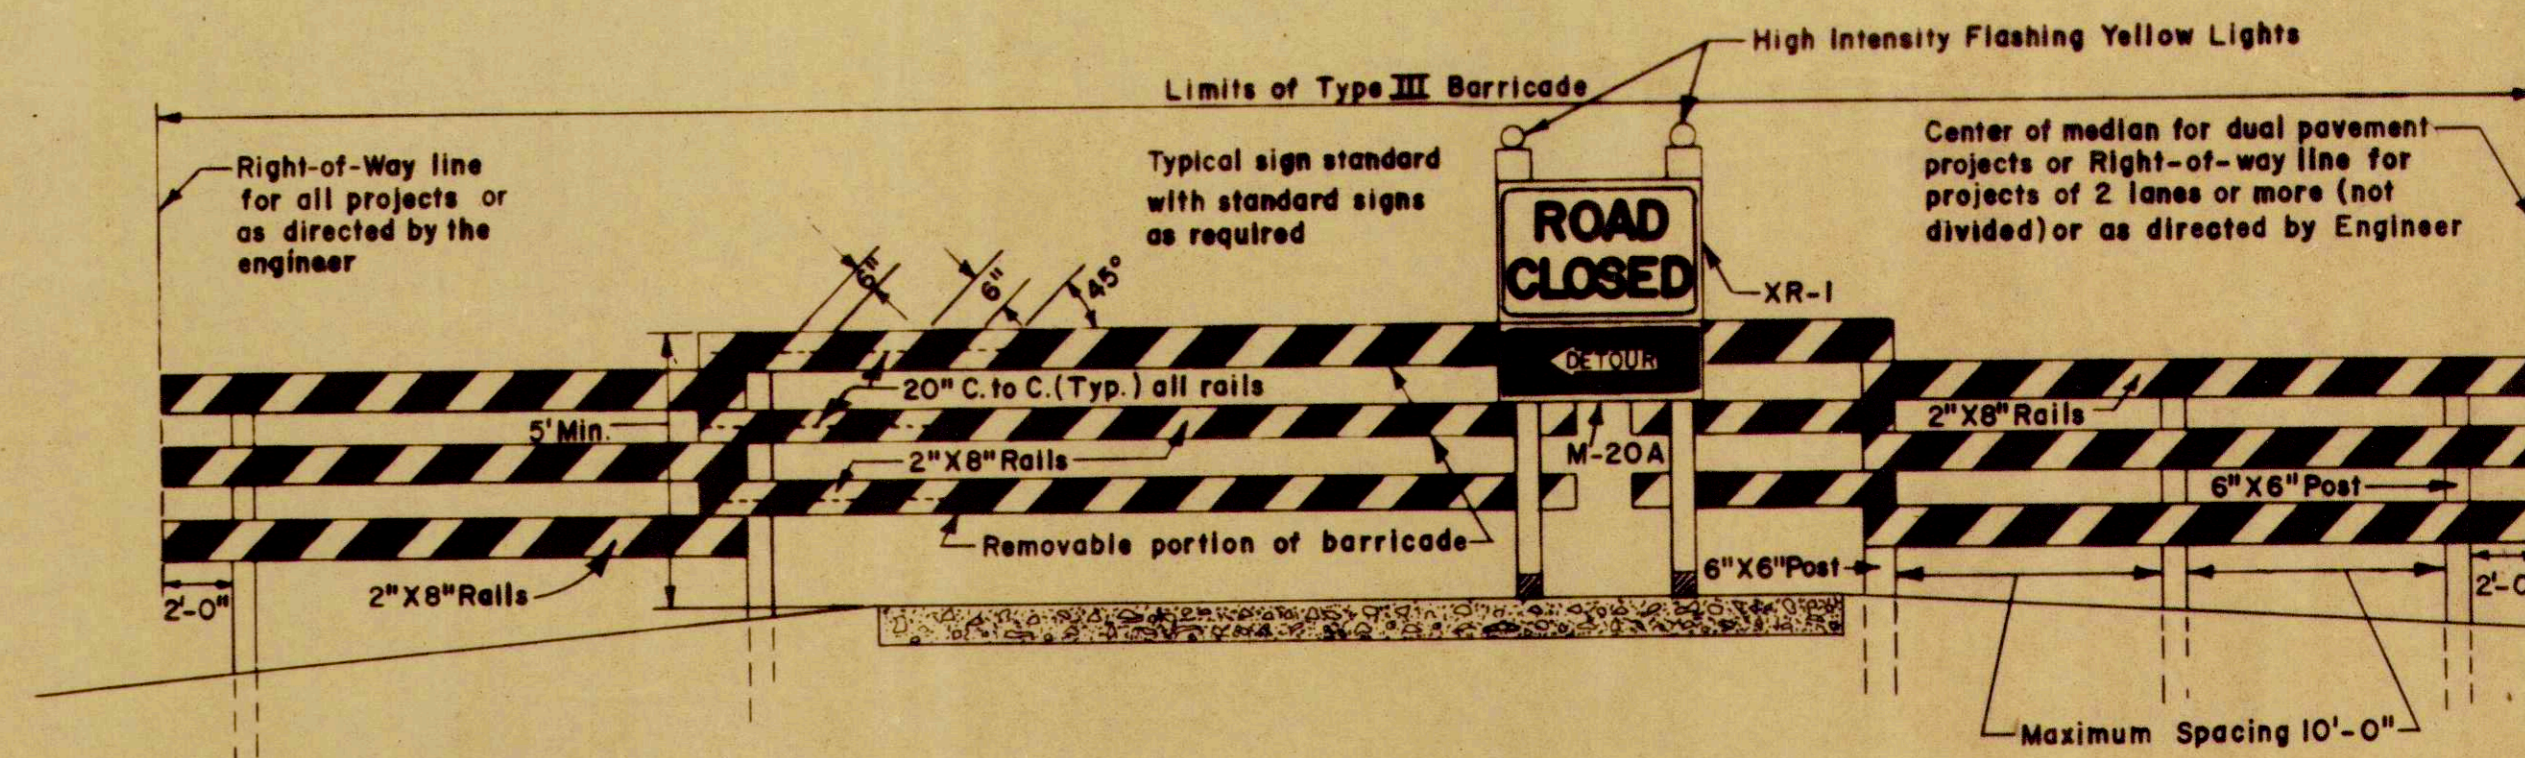 High Intensity Flashing Yellow Lights
Limits of Type III Barricade
Right-of-Way line
for all projects or
as directed by the
engineer
Typical sign standard
with standard signs
as required
Center of median for dual pavement
projects or Right-of-way line for
projects of 2 lanes or more (not
divided) or as directed by Engineer
ROAD
CLOSED
XR-1
6"
6"
45°
DETOUR
20" C. to C. (Typ.) all rails
5' Min.
2"X8" Rails
2"X8" Rails
M-20A
6"X6" Post
Removable portion of barricade
6"X6" Post
2'-0"
2"X8" Rails
Maximum Spacing 10'-0"